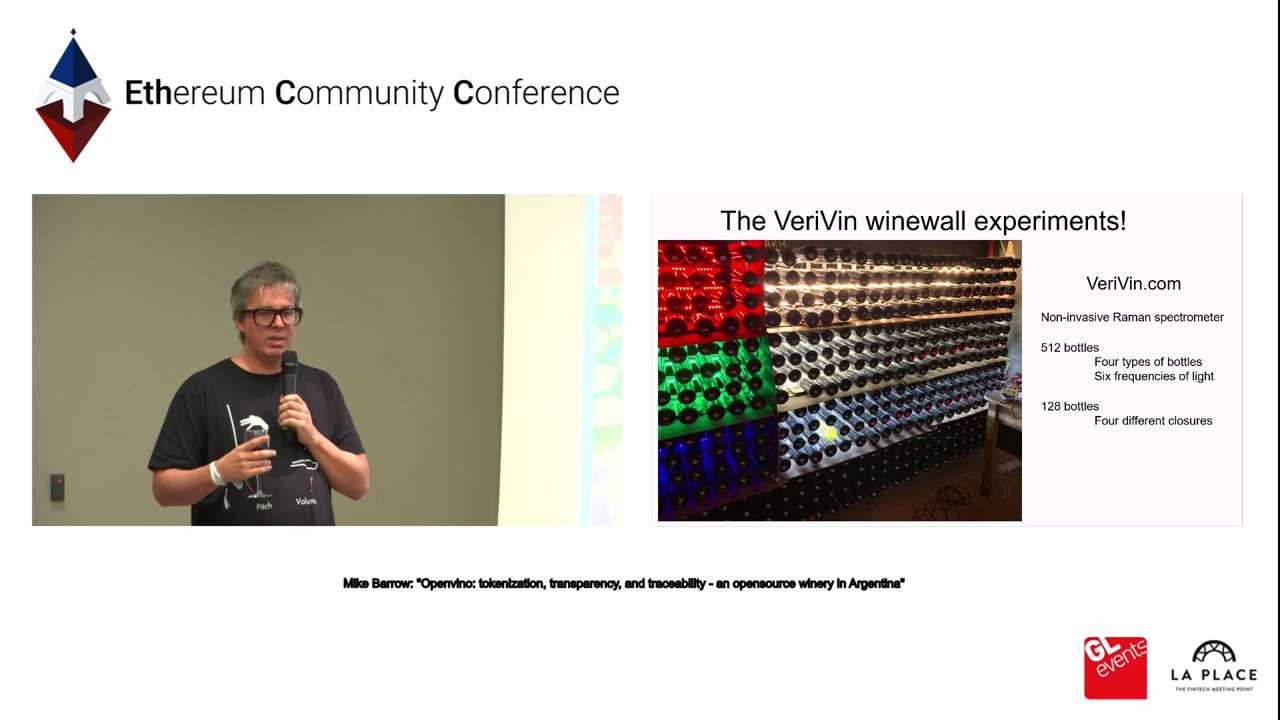 Ethereum Community Conference
The VeriVin winewall experiments!
VeriVin.com
Non-invasive Raman spectrometer
512 bottles
Four types of bottles
Six frequencies of light
128 bottles
Four different closures
Pitch
Volume
Mike Barrow: "Openvino: tokenization, transparency, and traceability - an opensource winery in Argentina"
GL
events
LA PLACE
THE FINTECH MEETING POINT